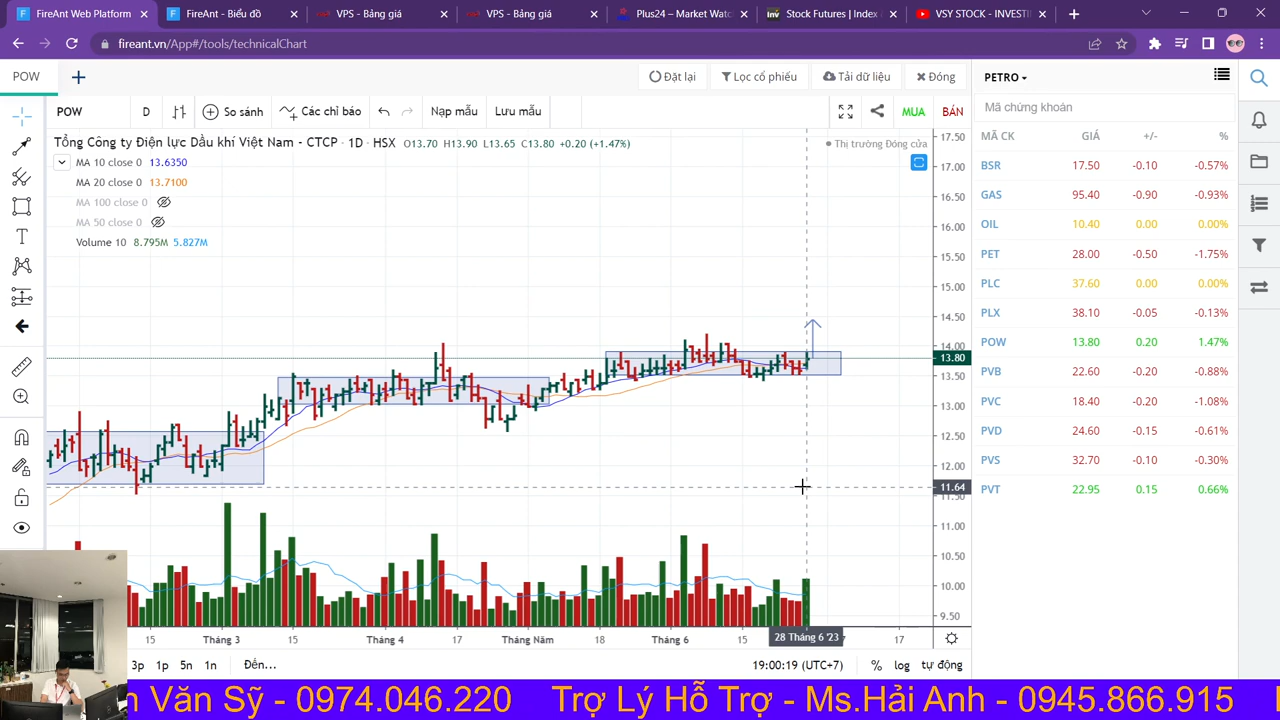 FireAnt Web Platform
FireAnt - Biểu đồ
VPS - Bảng giá
VPS - Bảng giá
Plus24 – Market Watc
Stock Futures | Index
VSY STOCK - INVESTI
fireant.vn/App#/tools/technicalChart
POW
Đặt lại
Lọc cổ phiếu
Tải dữ liệu
Đóng
PETRO
POW D So sánh Các chỉ báo Nạp mẫu Lưu mẫu MUA BÁN
Mã chứng khoán
Tổng Công ty Điện lực Dầu khí Việt Nam - CTCP · 1D · HSX O13.70 H13.90 L13.65 C13.80 +0.20 (+1.47%)
Thị trường Đóng cửa
MA 10 close 0 13.6350
MA 20 close 0 13.7100
MA 100 close 0
MA 50 close 0
Volume 10 8.795M 5.827M
17.50
17.00
16.50
16.00
15.50
15.00
14.50
14.00
13.80
13.50
13.00
12.50
12.00
11.64
11.50
11.00
10.50
10.00
9.50
MÃ CK GIÁ +/- %
BSR 17.50 -0.10 -0.57%
GAS 95.40 -0.90 -0.93%
OIL 10.40 0.00 0.00%
PET 28.00 -0.50 -1.75%
PLC 37.60 0.00 0.00%
PLX 38.10 -0.05 -0.13%
POW 13.80 0.20 1.47%
PVB 22.60 -0.20 -0.88%
PVC 18.40 -0.20 -1.08%
PVD 24.60 -0.15 -0.61%
PVS 32.70 -0.10 -0.30%
PVT 22.95 0.15 0.66%
15 Tháng 3 15 Tháng 4 17 Tháng Năm 18 Tháng 6 15 28 Tháng 6 '23 17
3p 1p 5n 1n Đến... 19:00:19 (UTC+7) % log tự động
n Văn Sỹ - 0974.046.220 Trợ Lý Hỗ Trợ - Ms.Hải Anh - 0945.866.915